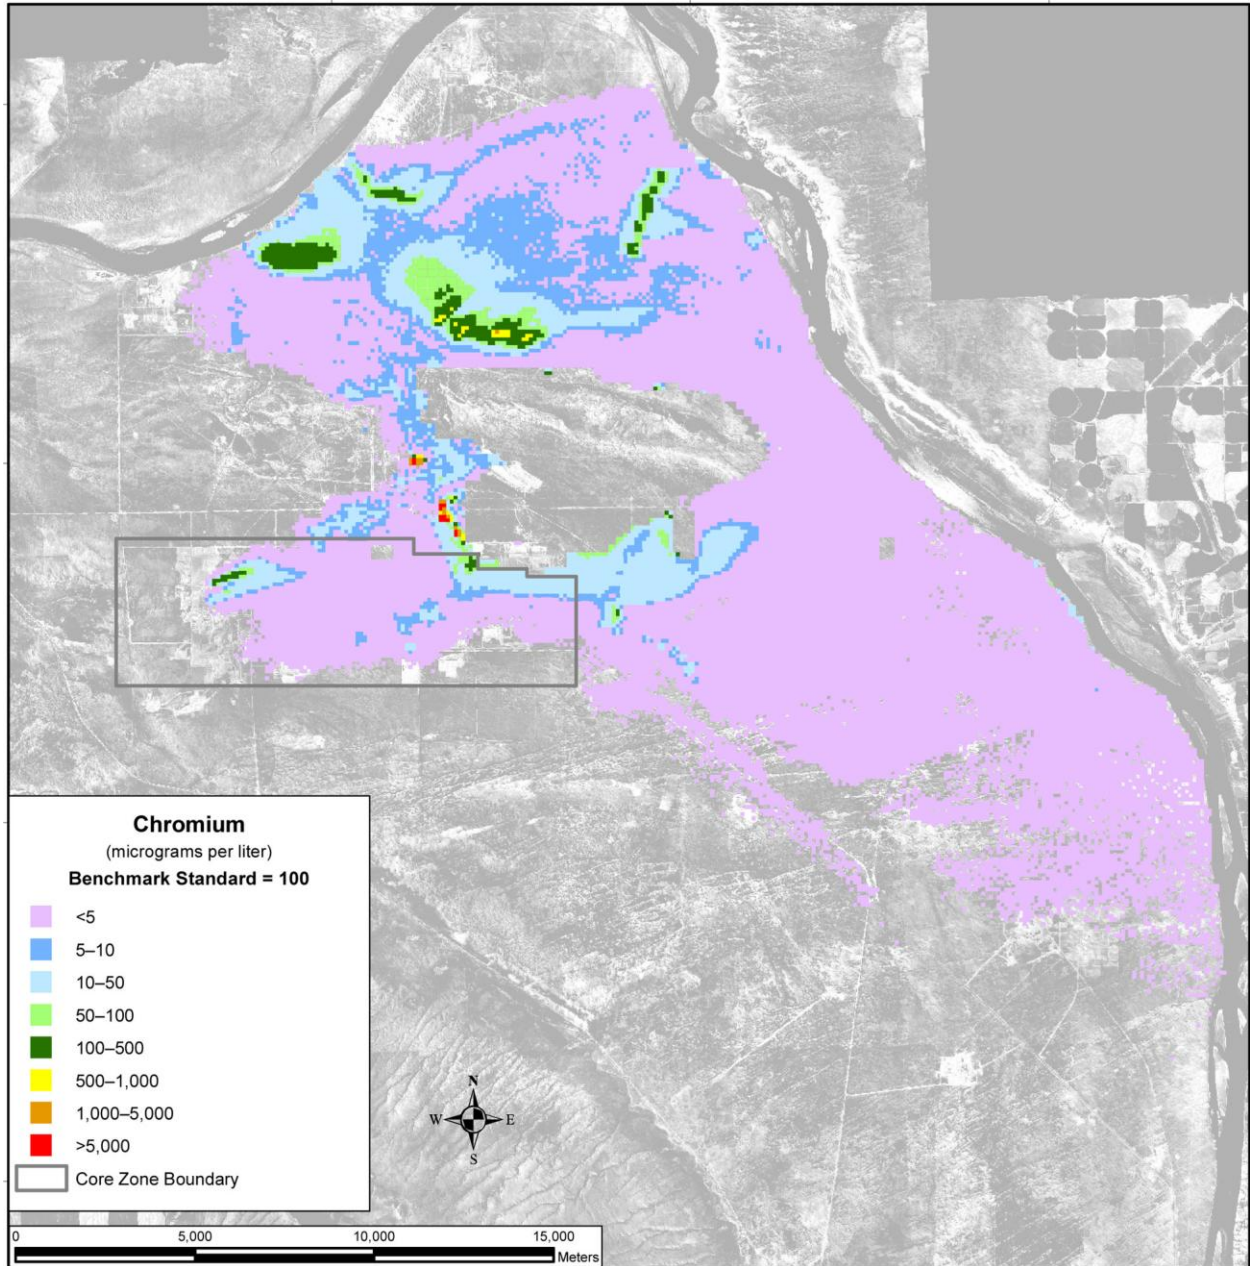 Chromium
(micrograms per liter)
Benchmark Standard = 100
<5
5–10
10–50
50–100
100–500
500–1,000
1,000–5,000
>5,000
Core Zone Boundary
N
W E
S
0 5,000 10,000 15,000
Meters